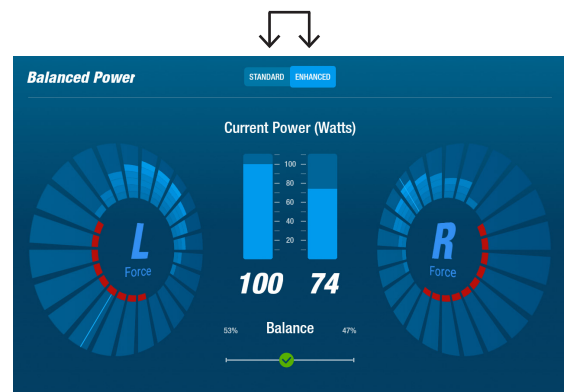 Balanced Power
STANDARD ENHANCED
Current Power (Watts)
100
80
60
40
20
L
Force
R
Force
100 74
53% Balance 47%